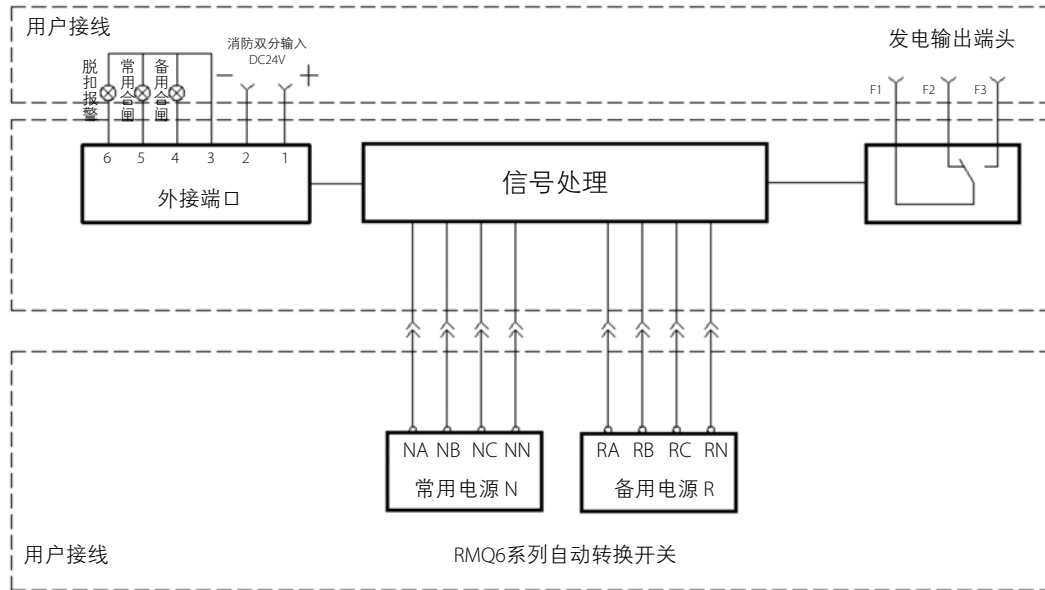 用户接线
消防双分输入
DC24V
发电输出端头
脱扣报警
常用合闸
备用合闸
− +
F1 F2 F3
6 5 4 3 2 1
外接端口
信号处理
NA NB NC NN
常用电源 N
RA RB RC RN
备用电源 R
用户接线
RMQ6系列自动转换开关